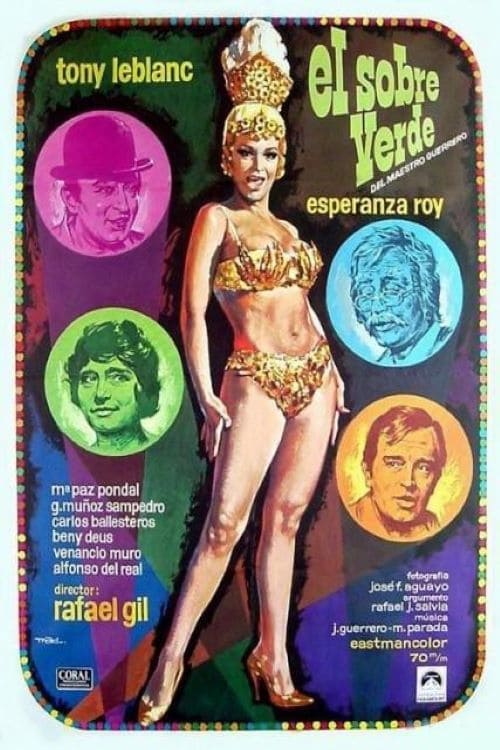 tony leblanc
el sobre
verde
DEL MAESTRO GUERRERO
esperanza roy
mª paz pondal
g. muñoz sampedro
carlos ballesteros
beny deus
venancio muro
alfonso del real
director:
rafael gil
fotografia
josé f. aguayo
argumento
rafael j. salvia
música
j. guerrero-m. parada
eastmancolor
70 m/m
CORAL